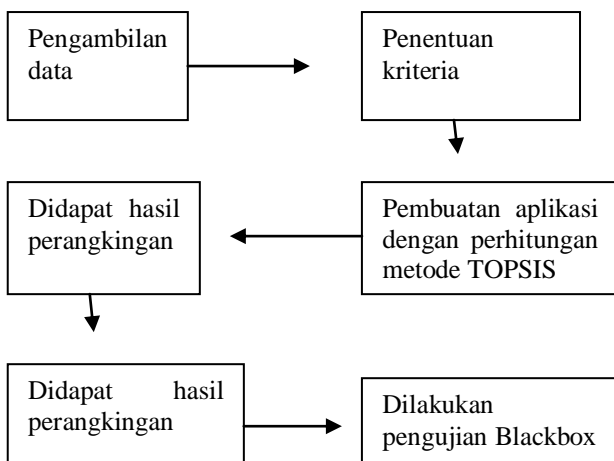 Pengambilan
data
Penentuan
kriteria
Didapat hasil
perangkingan
Pembuatan aplikasi
dengan perhitungan
metode TOPSIS
Didapat hasil
perangkingan
Dilakukan
pengujian Blackbox